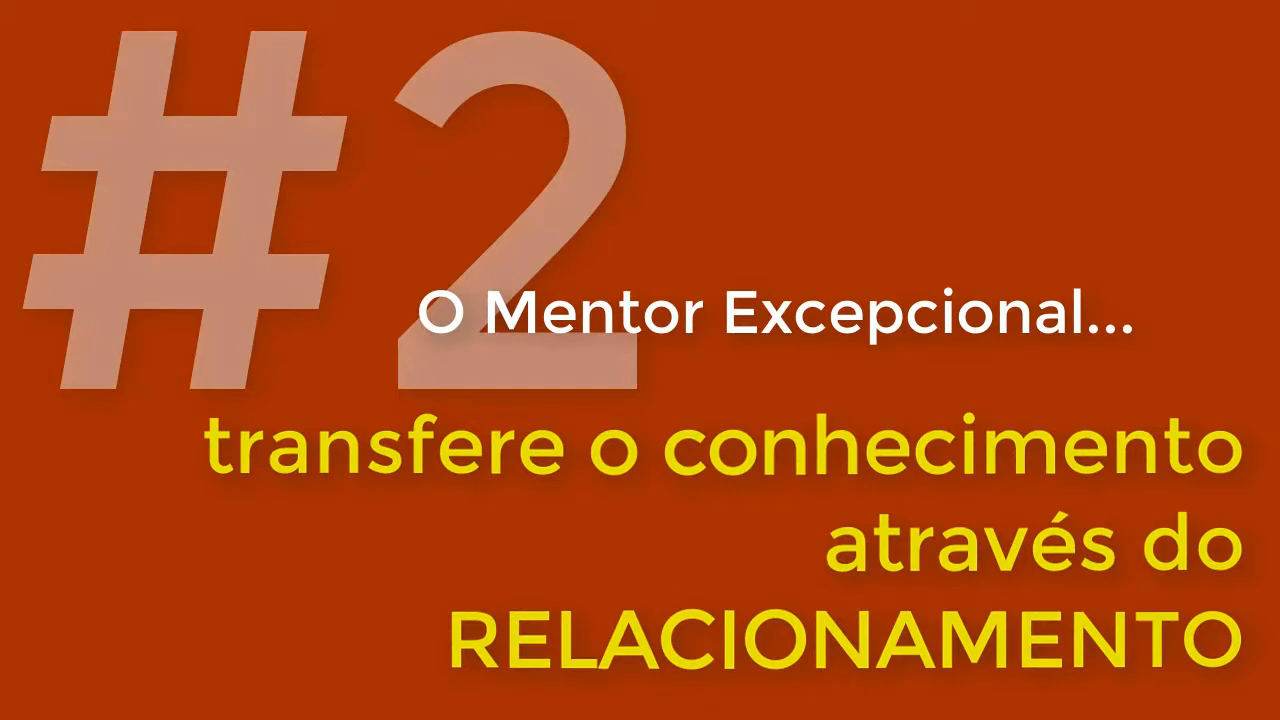 #2
O Mentor Excepcional...
transfere o conhecimento
através do
RELACIONAMENTO